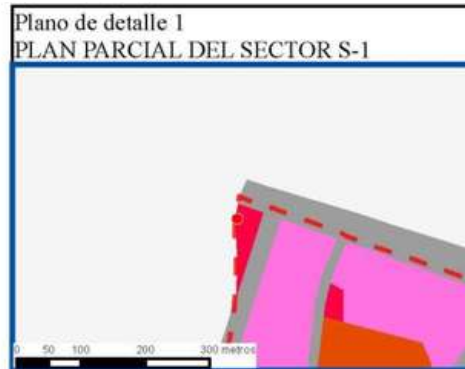 Plano de detalle 1
PLAN PARCIAL DEL SECTOR S-1
0 50 100 200 300 metros